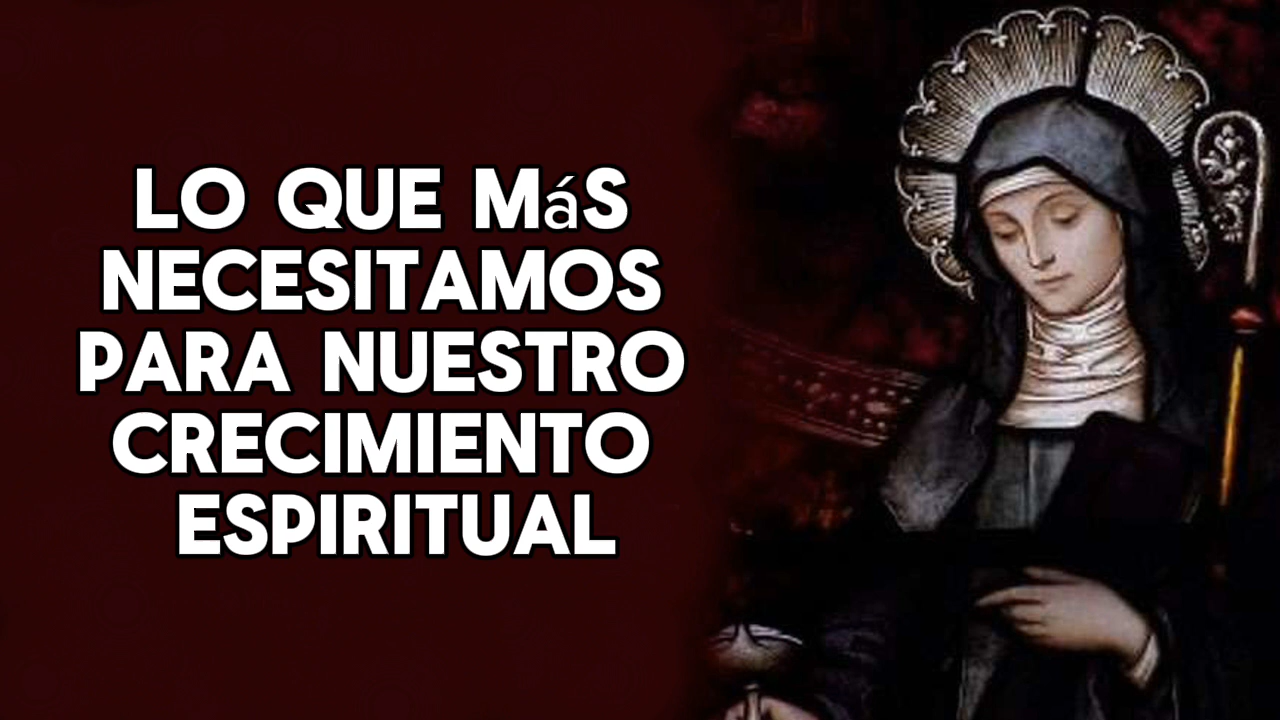 LO QUE MáS
NECESITAMOS
PARA NUESTRO
CRECIMIENTO
ESPIRITUAL